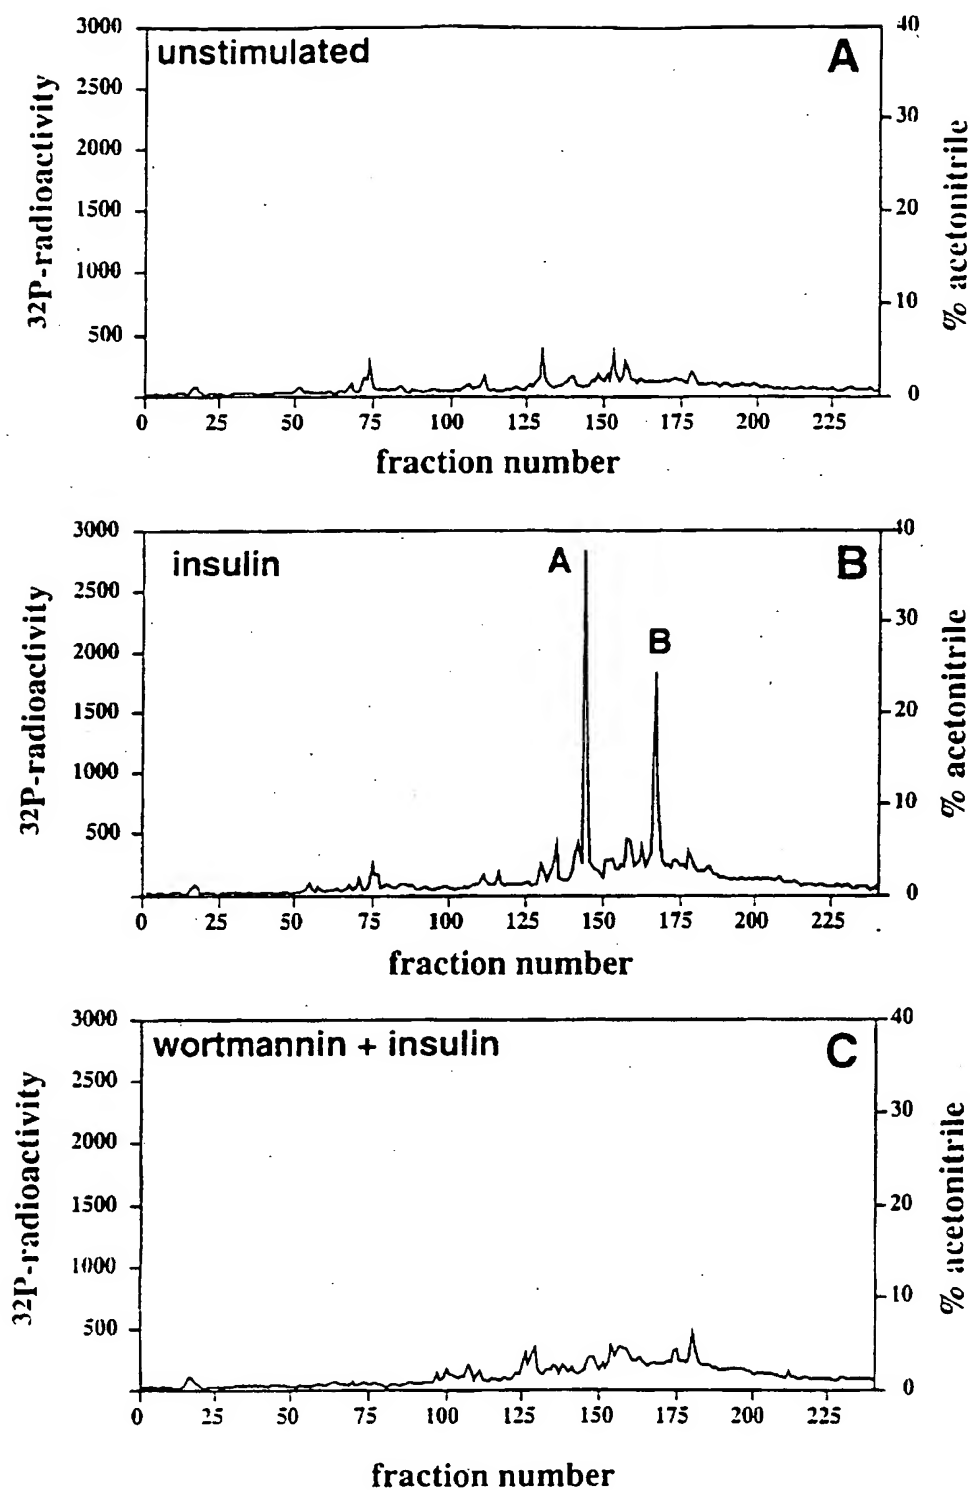 unstimulated
A
3000
2500
2000
1500
1000
500
32P-radioactivity
40
30
20
10
0
% acetonitrile
0 25 50 75 100 125 150 175 200 225
fraction number
insulin
A
B
B
3000
2500
2000
1500
1000
500
32P-radioactivity
40
30
20
10
0
% acetonitrile
0 25 50 75 100 125 150 175 200 225
fraction number
wortmannin + insulin
C
3000
2500
2000
1500
1000
500
32P-radioactivity
40
30
20
10
0
% acetonitrile
0 25 50 75 100 125 150 175 200 225
fraction number